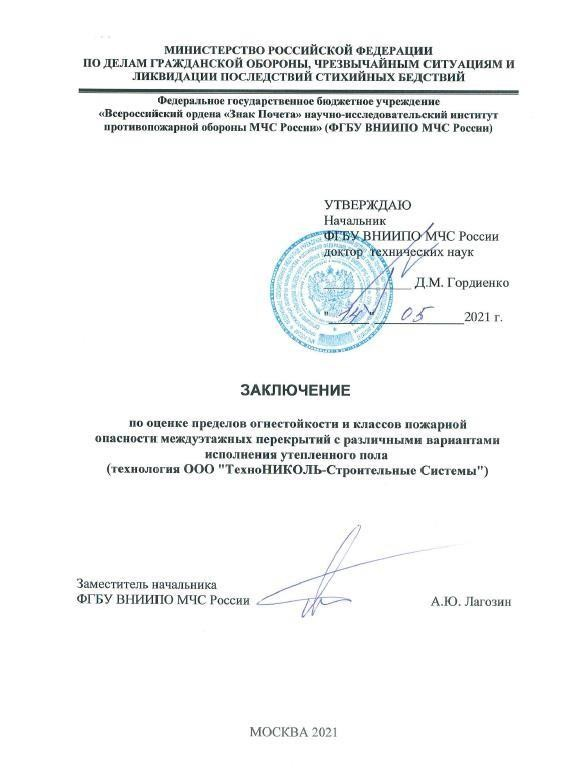 МИНИСТЕРСТВО РОССИЙСКОЙ ФЕДЕРАЦИИ
ПО ДЕЛАМ ГРАЖДАНСКОЙ ОБОРОНЫ, ЧРЕЗВЫЧАЙНЫМ СИТУАЦИЯМ И
ЛИКВИДАЦИИ ПОСЛЕДСТВИЙ СТИХИЙНЫХ БЕДСТВИЙ
Федеральное государственное бюджетное учреждение
«Всероссийский ордена «Знак Почета» научно-исследовательский институт
противопожарной обороны МЧС России» (ФГБУ ВНИИПО МЧС России)
УТВЕРЖДАЮ
Начальник
ФГБУ ВНИИПО МЧС России
доктор технических наук
Д.М. Гордиенко
"14" 05 2021 г.
ЗАКЛЮЧЕНИЕ
по оценке пределов огнестойкости и классов пожарной
опасности междуэтажных перекрытий с различными вариантами
исполнения утепленного пола
(технология ООО "ТехноНИКОЛЬ-Строительные Системы")
Заместитель начальника
ФГБУ ВНИИПО МЧС России
А.Ю. Лагозин
МОСКВА 2021